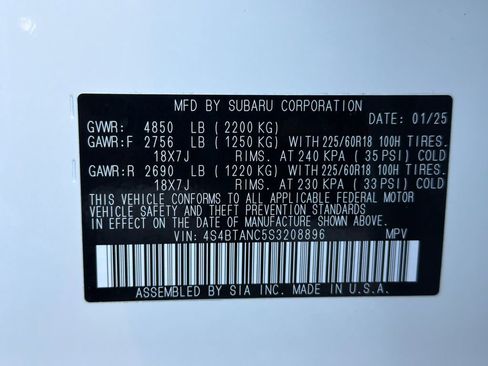 MFD BY SUBARU CORPORATION
DATE: 01/25
GVWR: 4850 LB (2200 KG)
GAWR:F 2756 LB (1250 KG) WITH 225/60R18 100H TIRES.
18X7J RIMS. AT 240 KPA (35 PSI) COLD
GAWR:R 2690 LB (1220 KG) WITH 225/60R18 100H TIRES.
18X7J RIMS. AT 230 KPA (33 PSI) COLD
THIS VEHICLE CONFORMS TO ALL APPLICABLE FEDERAL MOTOR
VEHICLE SAFETY AND THEFT PREVENTION STANDARDS
IN EFFECT ON THE DATE OF MANUFACTURE SHOWN ABOVE.
VIN: 4S4BTANC5S3208896 MPV
ASSEMBLED BY SIA INC. MADE IN U.S.A.